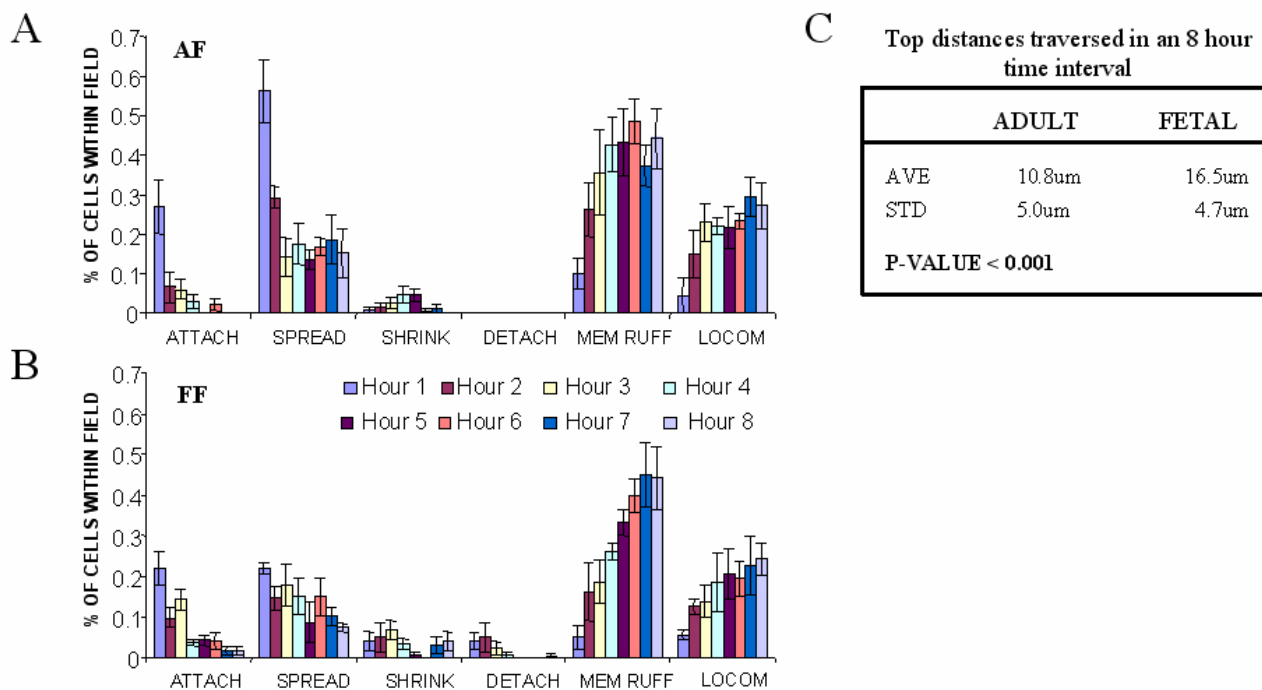 A
AF
% OF CELLS WITHIN FIELD
0.7
0.6
0.5
0.4
0.3
0.2
0.1
0
ATTACH SPREAD SHRINK DETACH MEM RUFF LOCOM
B
FF
% OF CELLS WITHIN FIELD
0.7
0.6
0.5
0.4
0.3
0.2
0.1
0
Hour 1 Hour 2 Hour 3 Hour 4
Hour 5 Hour 6 Hour 7 Hour 8
ATTACH SPREAD SHRINK DETACH MEM RUFF LOCOM
C
Top distances traversed in an 8 hour
time interval
ADULT FETAL
AVE 10.8um 16.5um
STD 5.0um 4.7um
P-VALUE < 0.001